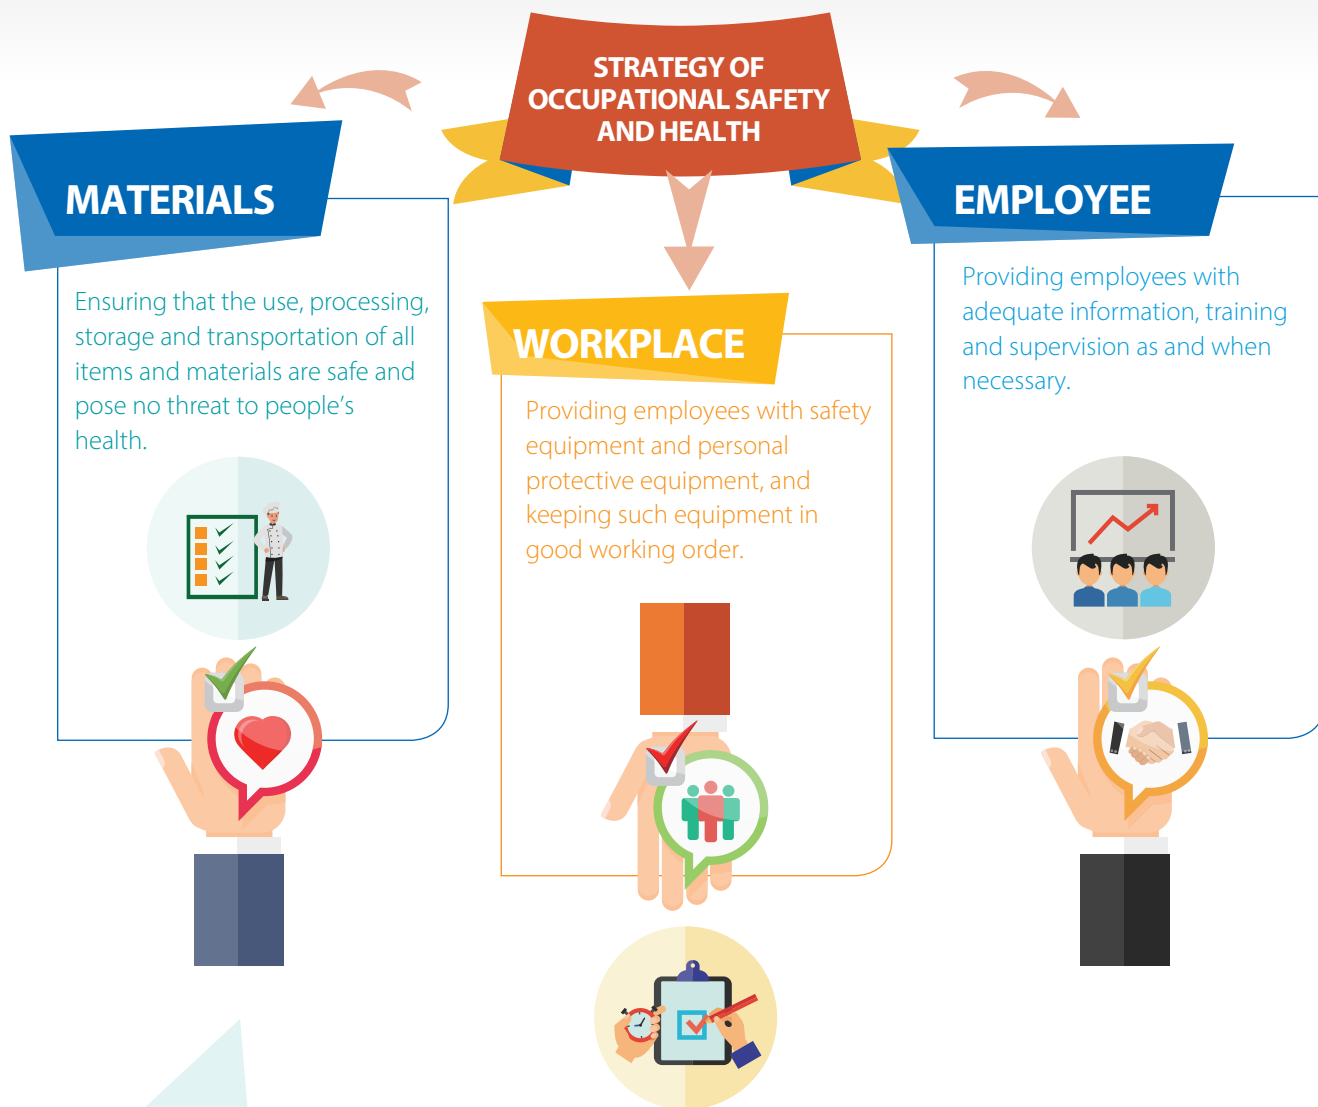 STRATEGY OF
OCCUPATIONAL SAFETY
AND HEALTH
MATERIALS
Ensuring that the use, processing,
storage and transportation of all
items and materials are safe and
pose no threat to people’s
health.
WORKPLACE
Providing employees with safety
equipment and personal
protective equipment, and
keeping such equipment in
good working order.
EMPLOYEE
Providing employees with
adequate information, training
and supervision as and when
necessary.